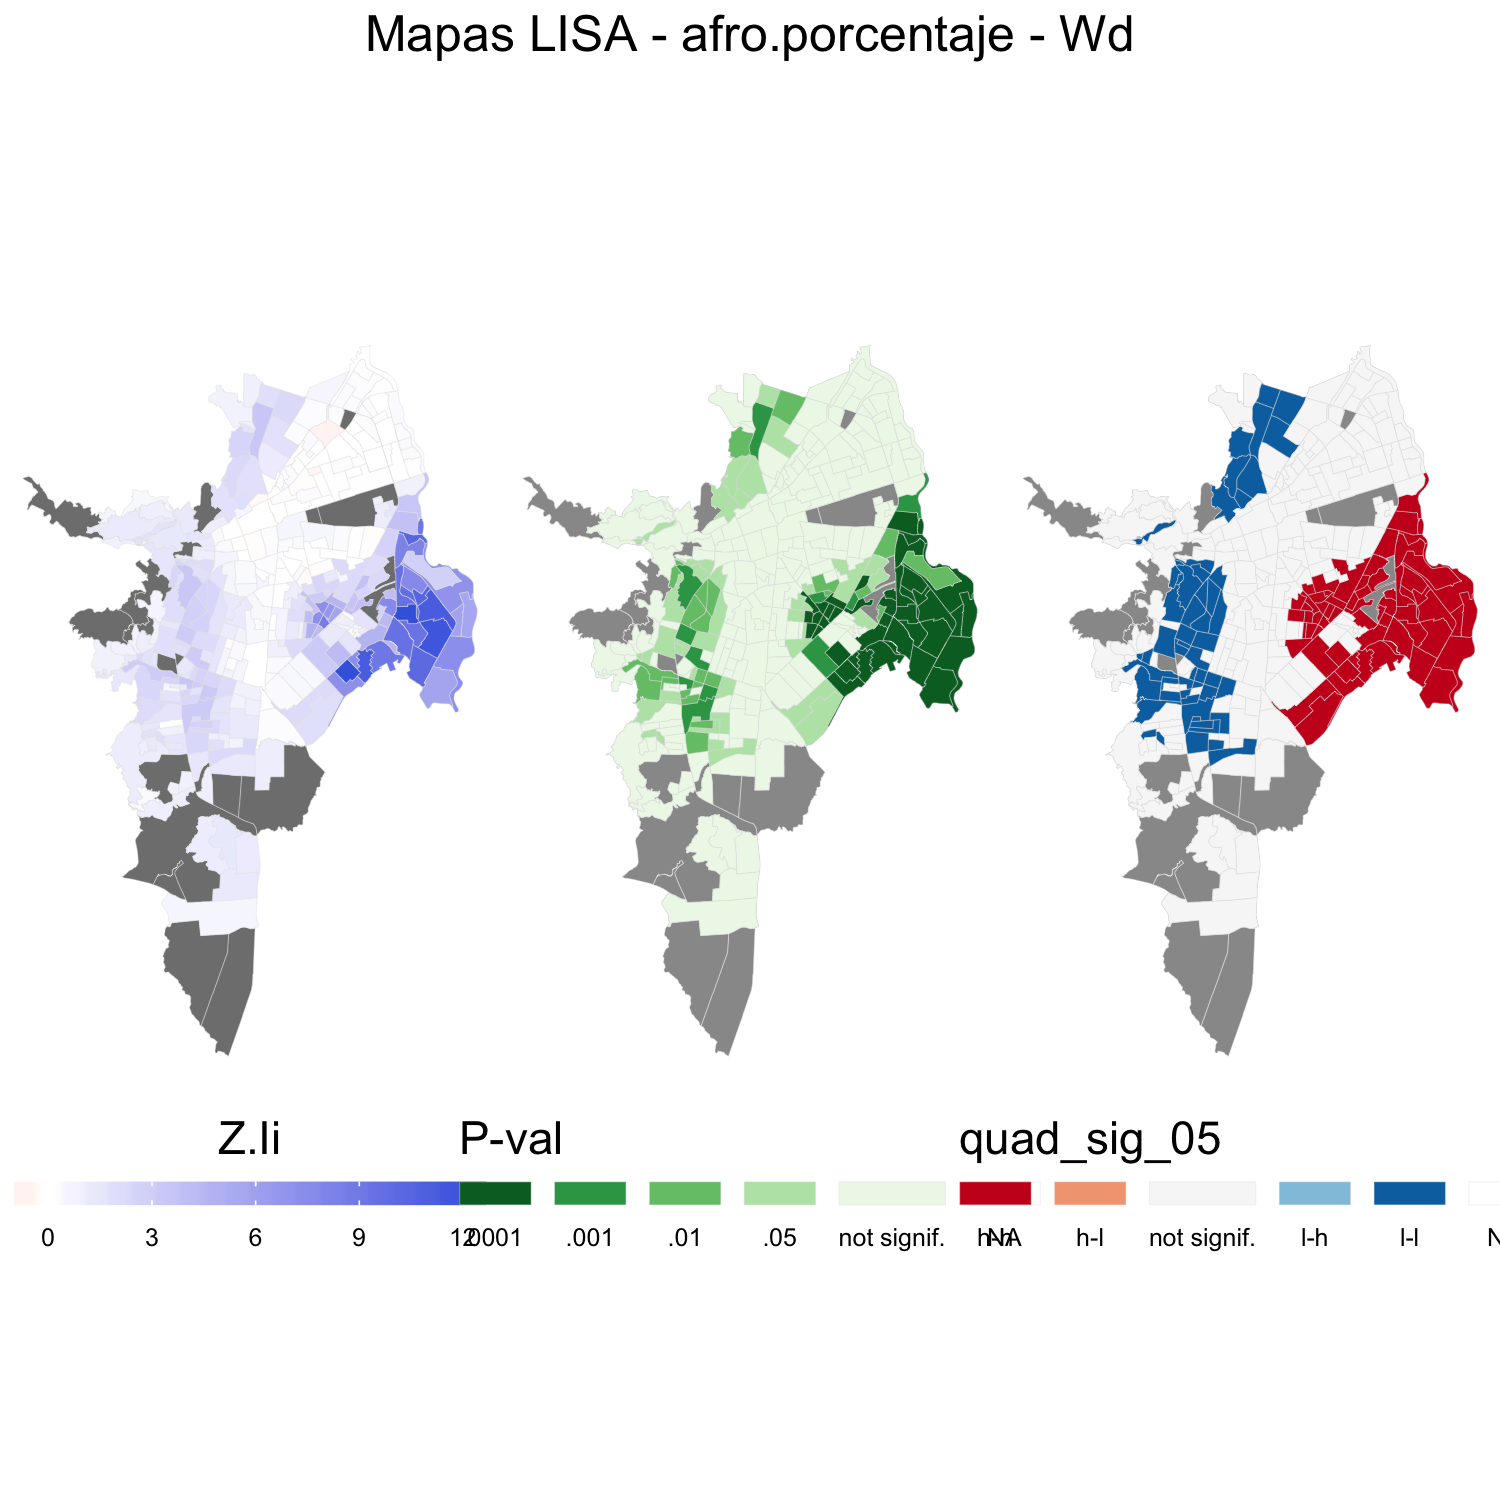 Mapas LISA - afro.porcentaje - Wd
Z.Ii P-val quad_sig_05
0 3 6 9 12 .0001 .001 .01 .05 not signif. NA h-h h-l not signif. l-h l-l N